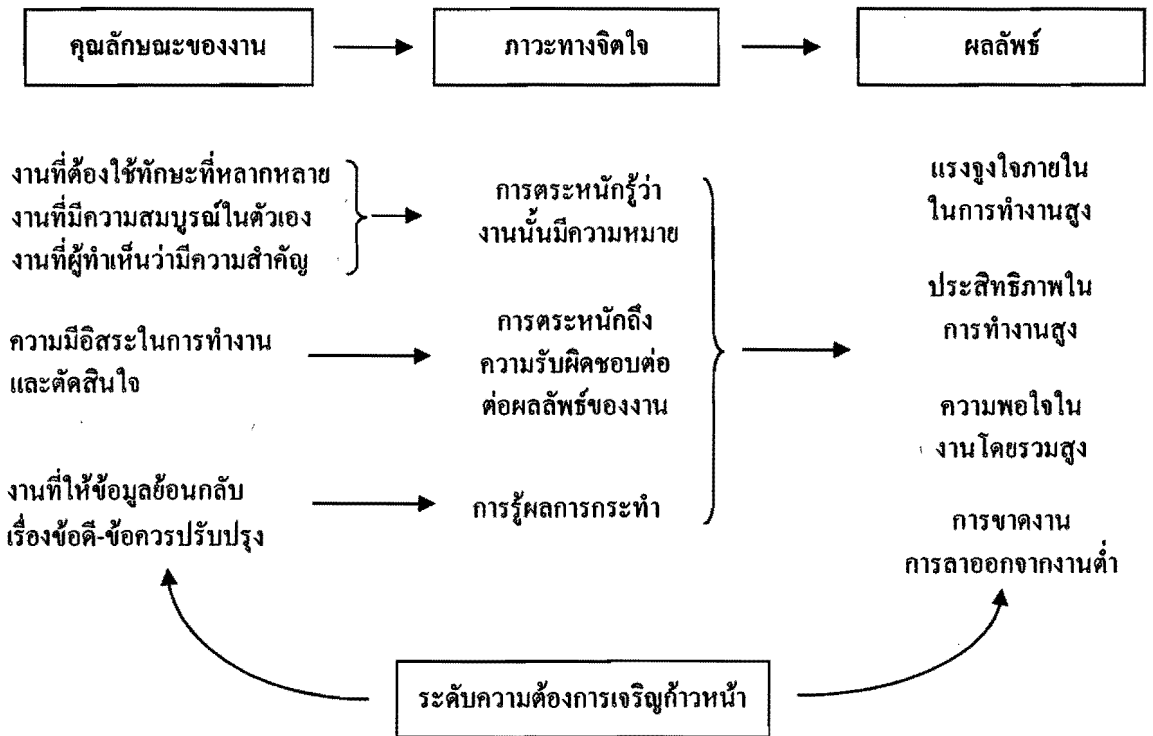 คุณลักษณะของงาน
ภาวะทางจิตใจ
ผลลัพธ์
งานที่ต้องใช้ทักษะที่หลากหลาย
งานที่มีความสมบูรณ์ในตัวเอง
งานที่ผู้ทำเห็นว่ามีความสำคัญ
การตระหนักรู้ว่า
งานนั้นมีความหมาย
แรงจูงใจภายใน
ในการทำงานสูง
ความมีอิสระในการทำงาน
และตัดสินใจ
การตระหนักถึง
ความรับผิดชอบต่อ
ต่อผลลัพธ์ของงาน
ประสิทธิภาพใน
การทำงานสูง
ความพอใจใน
งานโดยรวมสูง
งานที่ให้ข้อมูลย้อนกลับ
เรื่องข้อดี-ข้อควรปรับปรุง
การรู้ผลการกระทำ
การขาดงาน
การลาออกจากงานต่ำ
ระดับความต้องการเจริญก้าวหน้า